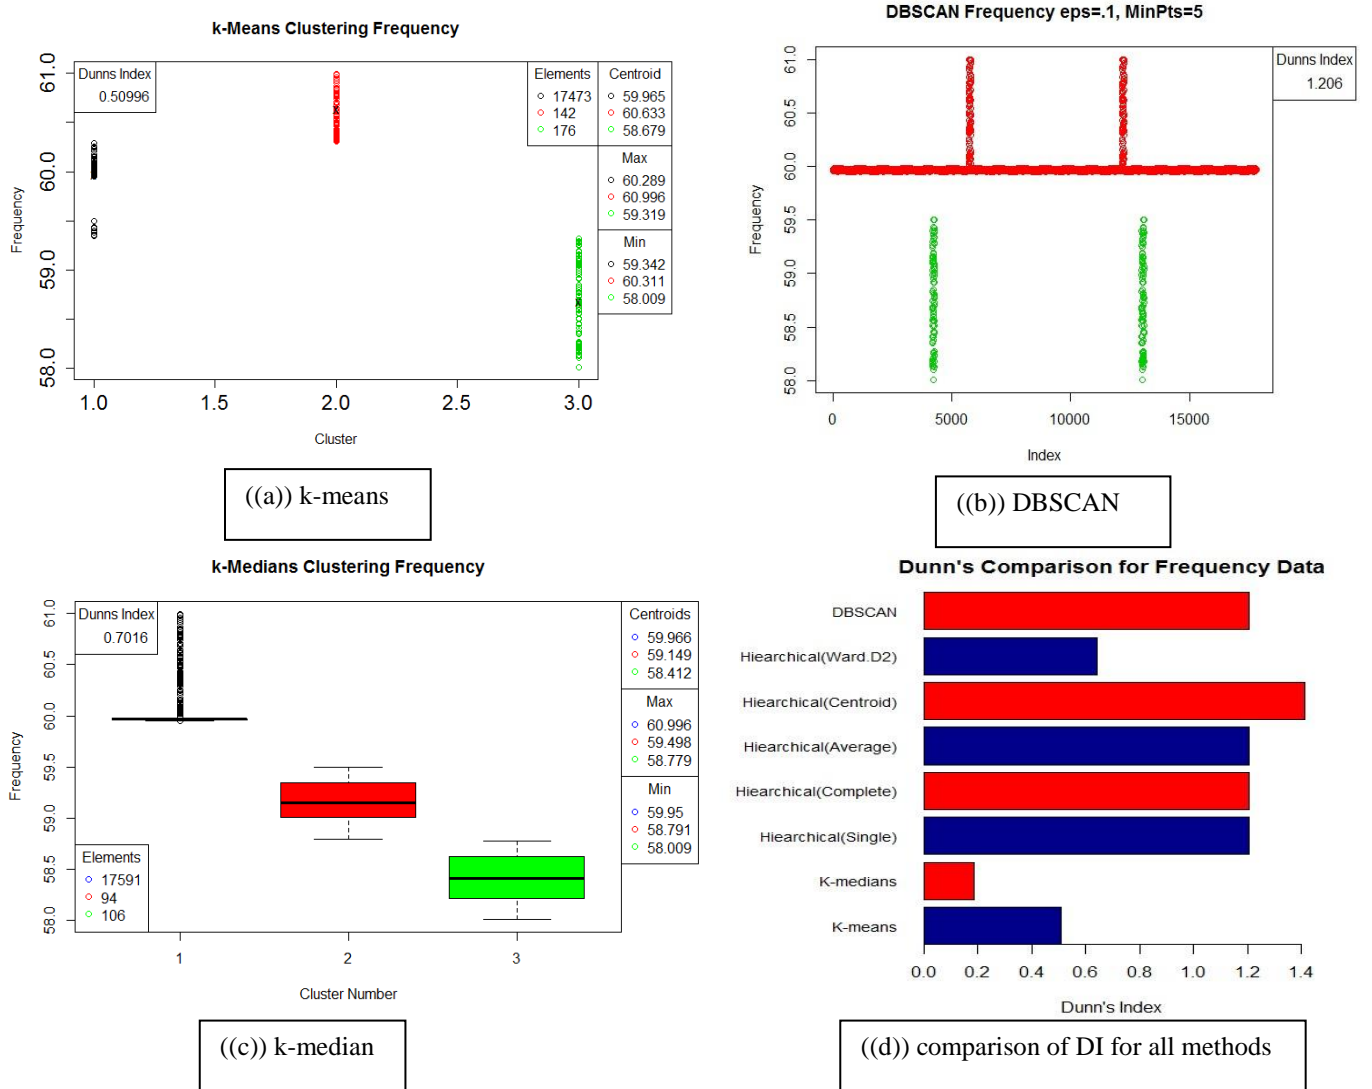 k-Means Clustering Frequency
Dunns Index
0.50996
Elements
17473
142
176
Centroid
59.965
60.633
58.679
Max
60.289
60.996
59.319
Min
59.342
60.311
58.009
Frequency
61.0
60.0
59.0
58.0
1.0 1.5 2.0 2.5 3.0
Cluster
((a)) k-means
DBSCAN Frequency eps=.1, MinPts=5
Dunns Index
1.206
Frequency
61.0
60.5
60.0
59.5
59.0
58.5
58.0
0 5000 10000 15000
Index
((b)) DBSCAN
k-Medians Clustering Frequency
Dunns Index
0.7016
Centroids
59.966
59.149
58.412
Max
60.996
59.498
58.779
Min
59.95
58.791
58.009
Elements
17591
94
106
Frequency
61.0
60.5
60.0
59.5
59.0
58.5
58.0
1 2 3
Cluster Number
((c)) k-median
Dunn's Comparison for Frequency Data
DBSCAN
Hiearchical(Ward.D2)
Hiearchical(Centroid)
Hiearchical(Average)
Hiearchical(Complete)
Hiearchical(Single)
K-medians
K-means
0.0 0.2 0.4 0.6 0.8 1.0 1.2 1.4
Dunn's Index
((d)) comparison of DI for all methods